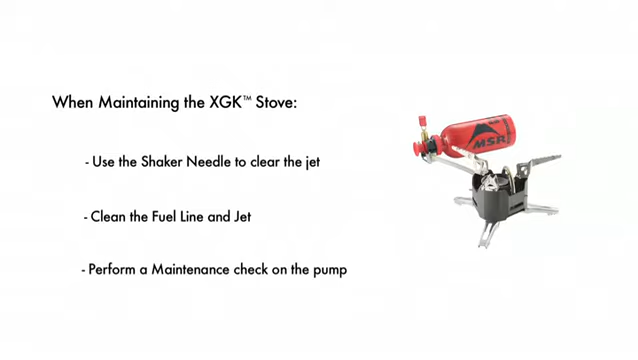 When Maintaining the XGK™ Stove:
- Use the Shaker Needle to clear the jet
- Clean the Fuel Line and Jet
- Perform a Maintenance check on the pump
MSR